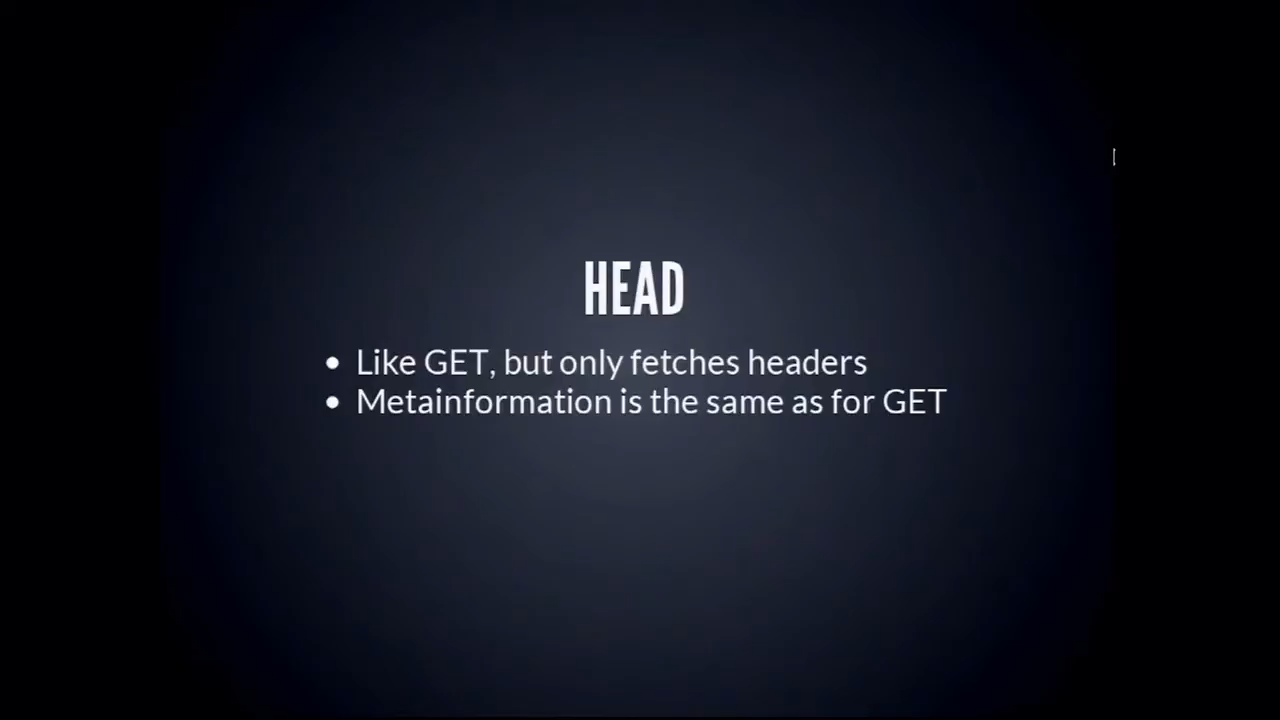 HEAD
• Like GET, but only fetches headers
• Metainformation is the same as for GET